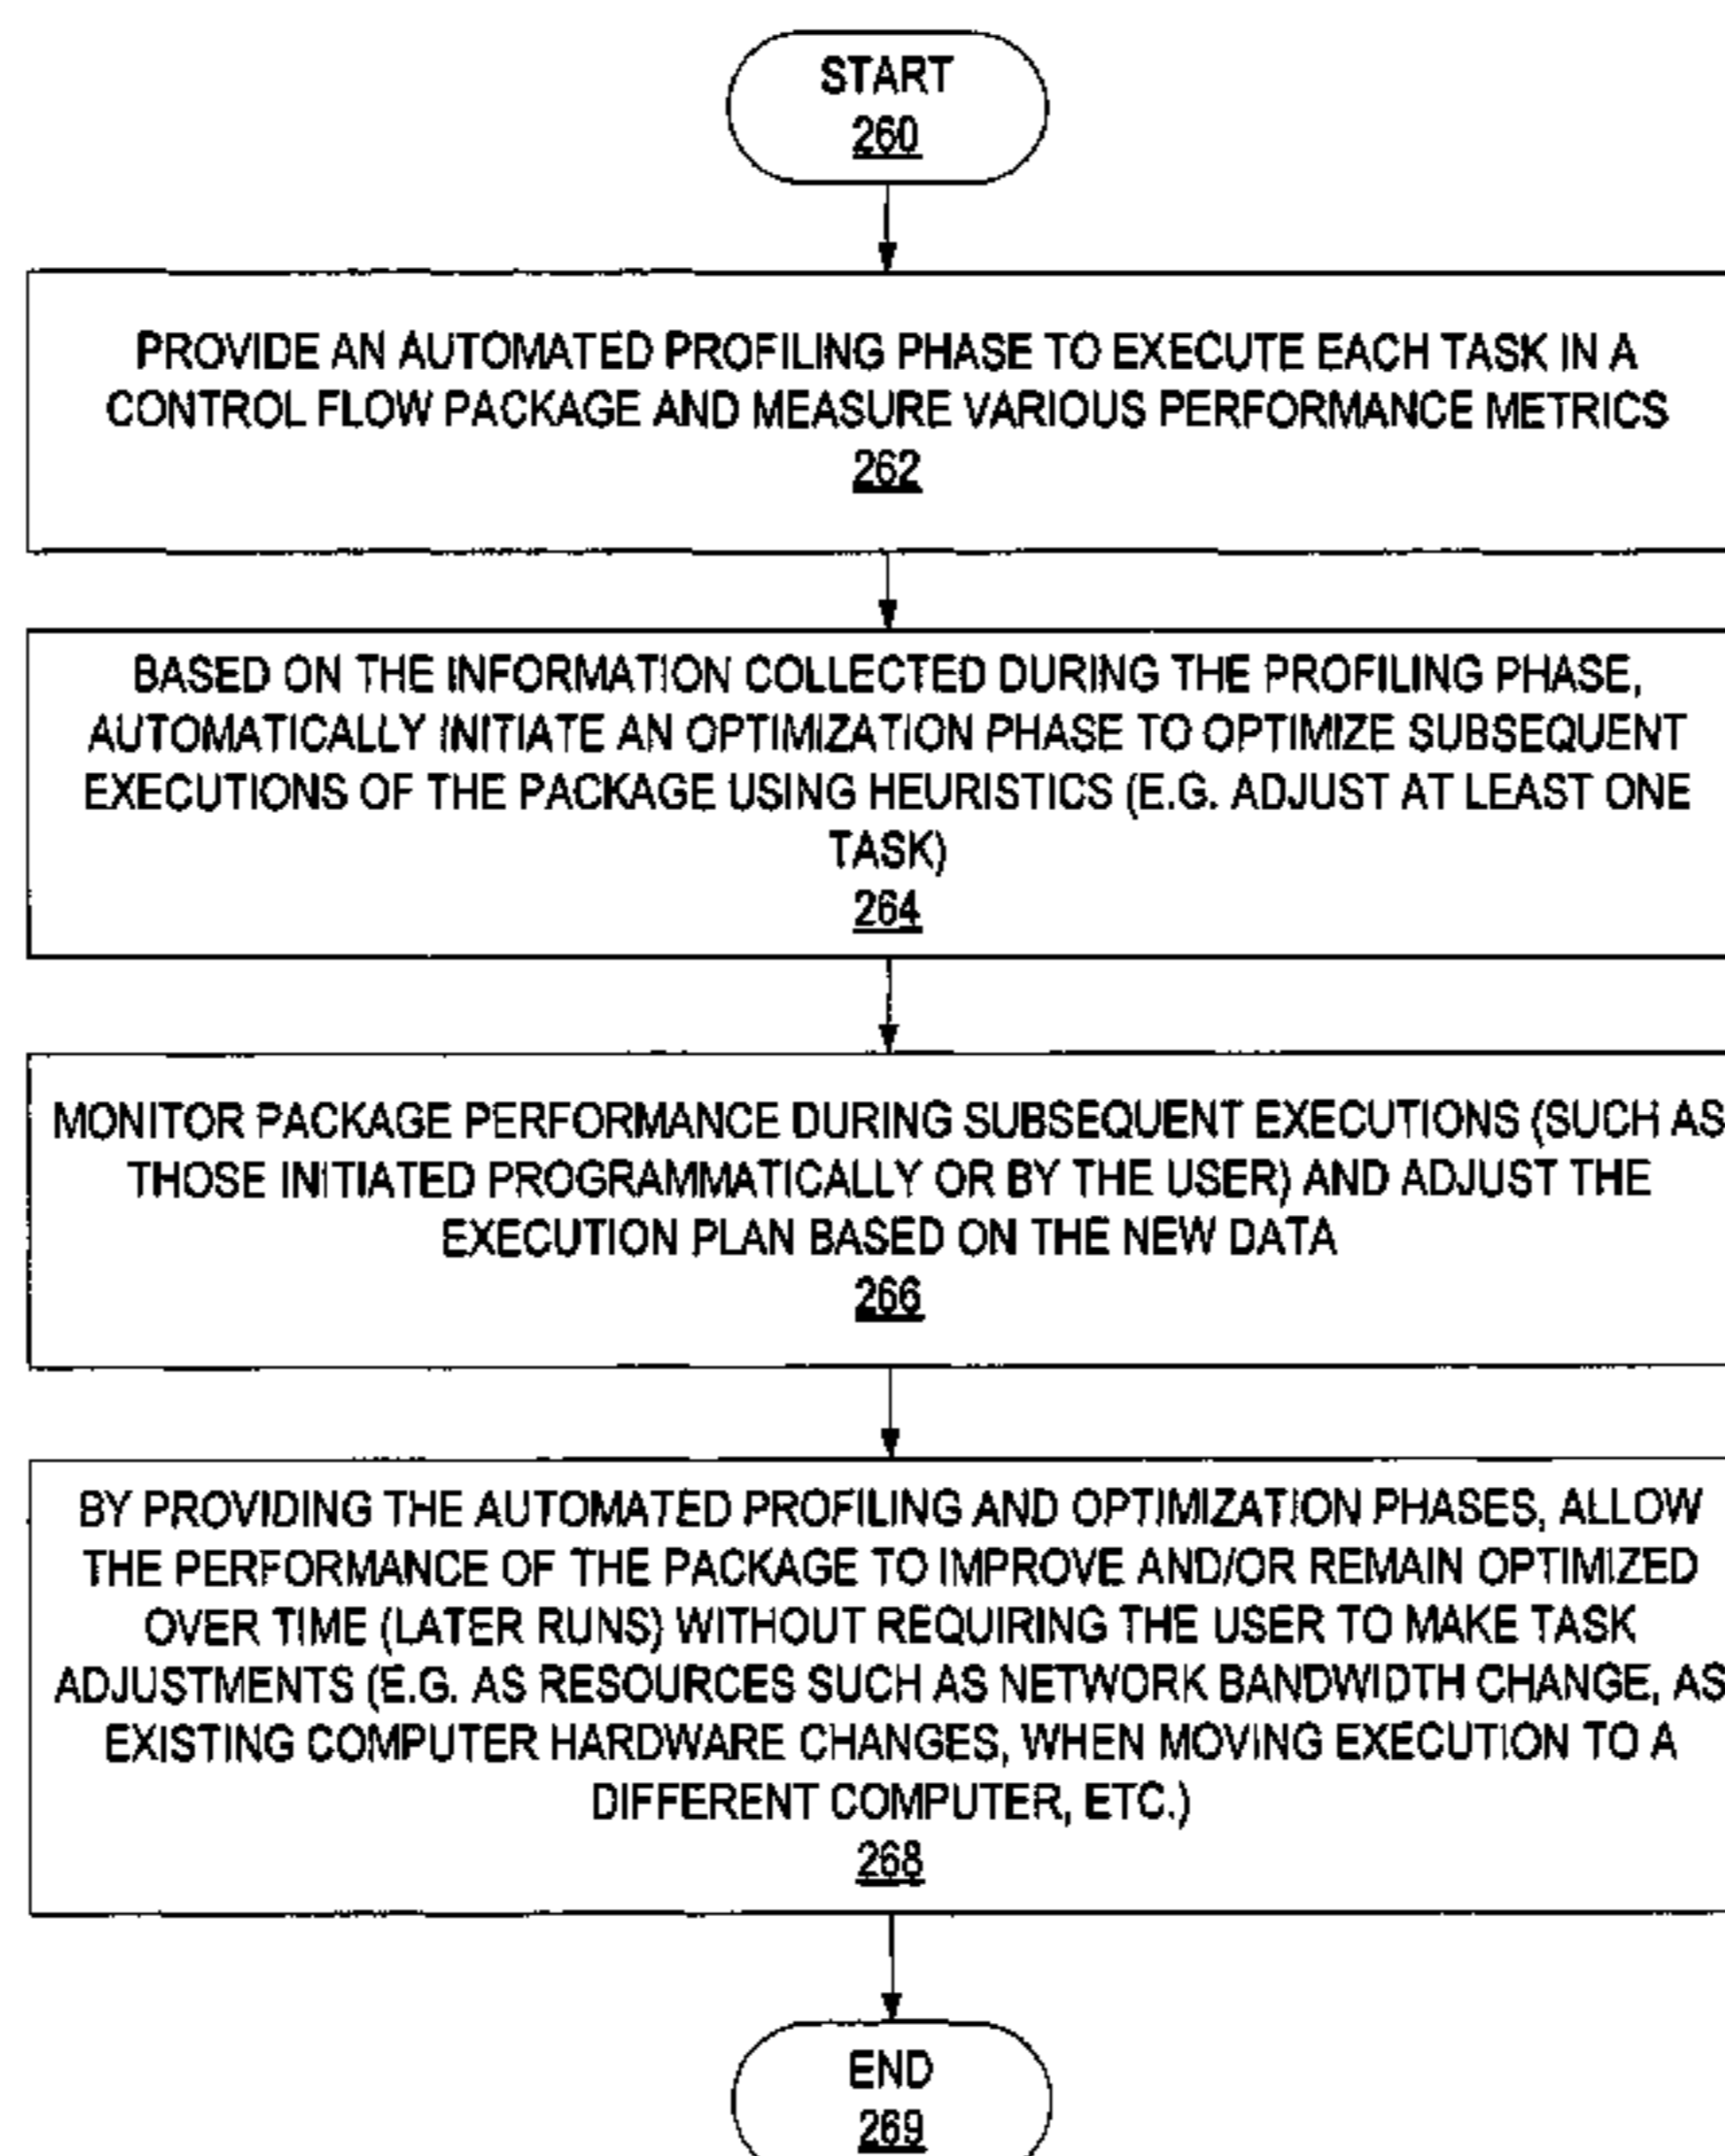 START
260
PROVIDE AN AUTOMATED PROFILING PHASE TO EXECUTE EACH TASK IN A
CONTROL FLOW PACKAGE AND MEASURE VARIOUS PERFORMANCE METRICS
262
BASED ON THE INFORMATION COLLECTED DURING THE PROFILING PHASE,
AUTOMATICALLY INITIATE AN OPTIMIZATION PHASE TO OPTIMIZE SUBSEQUENT
EXECUTIONS OF THE PACKAGE USING HEURISTICS (E.G. ADJUST AT LEAST ONE
TASK)
264
MONITOR PACKAGE PERFORMANCE DURING SUBSEQUENT EXECUTIONS (SUCH AS
THOSE INITIATED PROGRAMMATICALLY OR BY THE USER) AND ADJUST THE
EXECUTION PLAN BASED ON THE NEW DATA
266
BY PROVIDING THE AUTOMATED PROFILING AND OPTIMIZATION PHASES, ALLOW
THE PERFORMANCE OF THE PACKAGE TO IMPROVE AND/OR REMAIN OPTIMIZED
OVER TIME (LATER RUNS) WITHOUT REQUIRING THE USER TO MAKE TASK
ADJUSTMENTS (E.G. AS RESOURCES SUCH AS NETWORK BANDWIDTH CHANGE, AS
EXISTING COMPUTER HARDWARE CHANGES, WHEN MOVING EXECUTION TO A
DIFFERENT COMPUTER, ETC.)
268
END
269